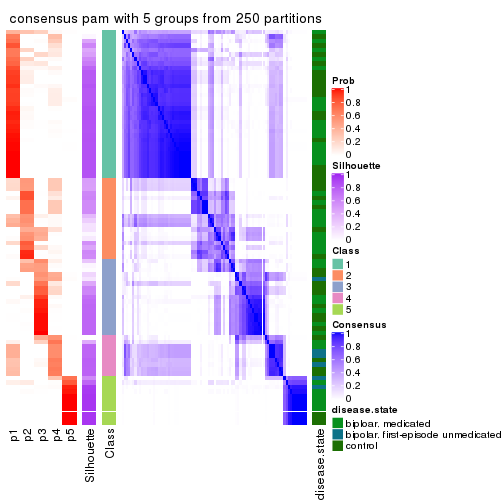 consensus pam with 5 groups from 250 partitions
Prob
1
0.8
0.6
0.4
0.2
0
Silhouette
1
0.8
0.6
0.4
0.2
0
Class
1
2
3
4
5
Consensus
1
0.8
0.6
0.4
0.2
0
disease.state
biploar. medicated
bipolar. first-episode unmedicated
control
p1
p2
p3
p4
p5
Silhouette
Class
disease.state